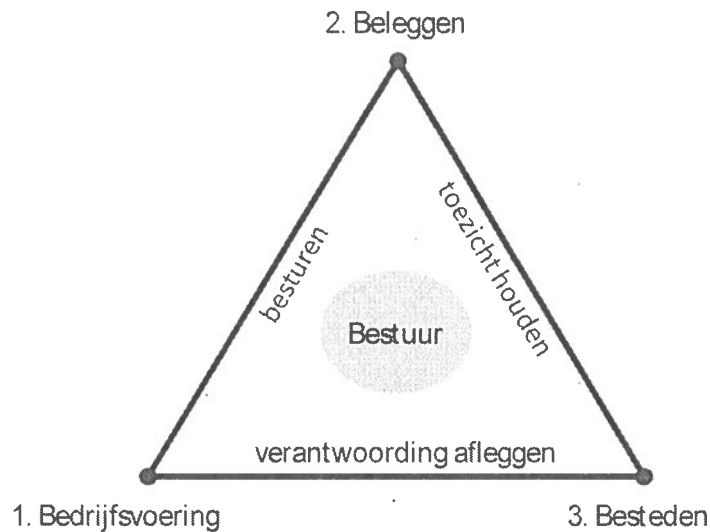 2. Beleggen
besturen
toezicht houden
Bestuur
verantwoording afleggen
1. Bedrijfsvoering
3. Besteden